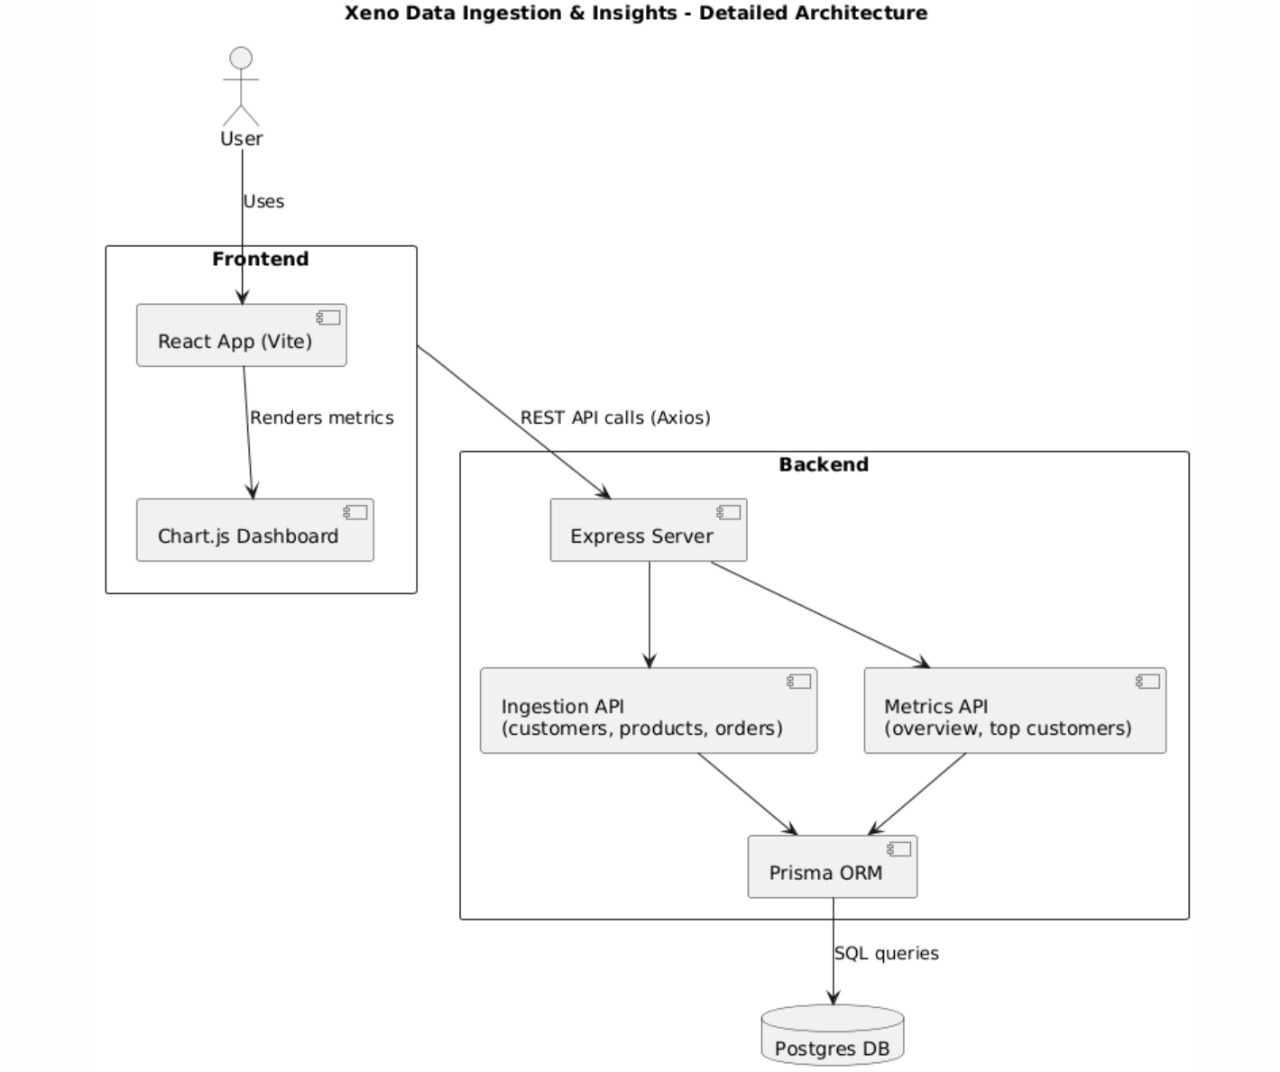 Xeno Data Ingestion & Insights - Detailed Architecture
User
Uses
Frontend
React App (Vite)
Renders metrics
REST API calls (Axios)
Chart.js Dashboard
Backend
Express Server
Ingestion API
(customers, products, orders)
Metrics API
(overview, top customers)
Prisma ORM
SQL queries
Postgres DB